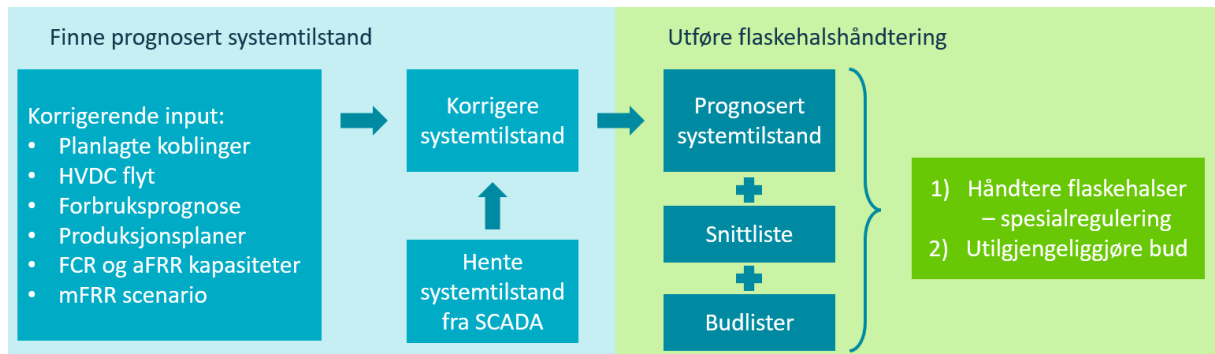 Finne prognosert systemtilstand
Korrigerende input:
• Planlagte koblinger
• HVDC flyt
• Forbruksprognose
• Produksjonsplaner
• FCR og aFRR kapasiteter
• mFRR scenario
Korrigere
systemtilstand
Hente
systemtilstand
fra SCADA
Utføre flaskehalshåndtering
Prognosert
systemtilstand
Snittliste
Budlister
1) Håndtere flaskehalser
– spesialregulering
2) Utilgjengeliggjøre bud